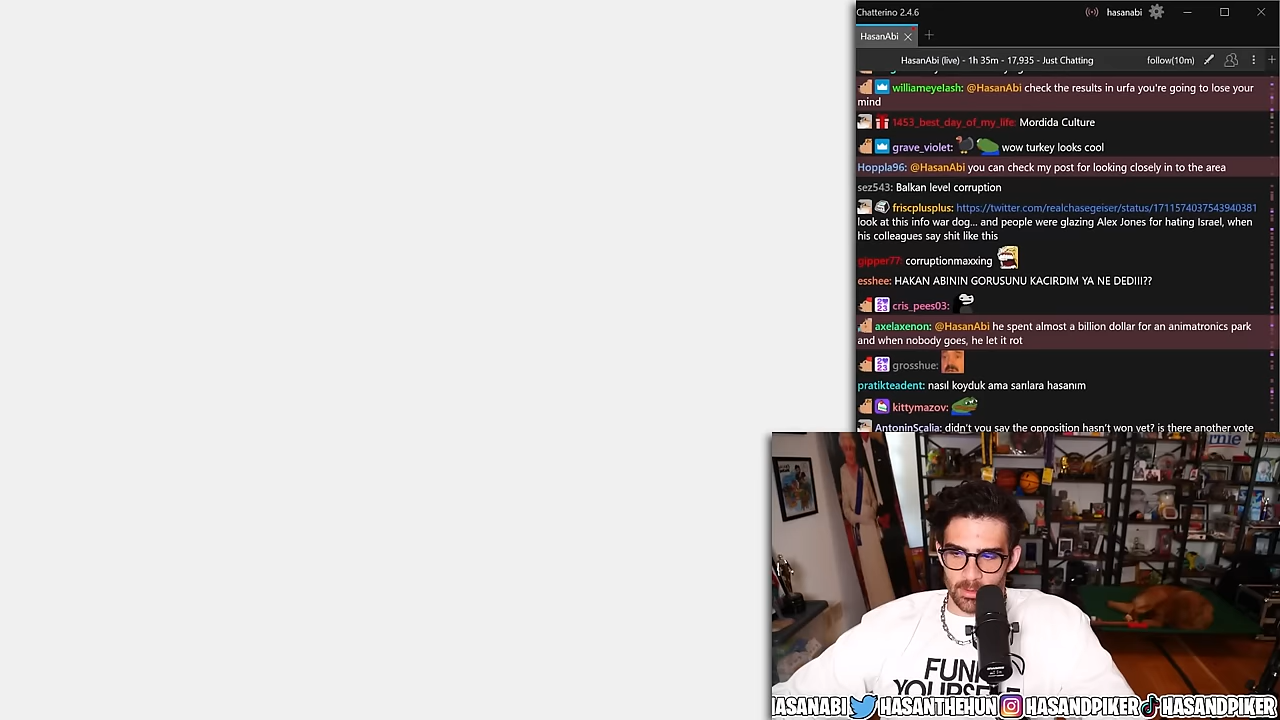 Chatterino 2.4.6
hasanabi
HasanAbi
HasanAbi (live) - 1h 35m - 17,935 - Just Chatting
follow(10m)
williameyelash: @HasanAbi check the results in urfa you're going to lose your
mind
1453_best_day_of_my_life: Mordida Culture
grave_violet: wow turkey looks cool
Hoppla96: @HasanAbi you can check my post for looking closely in to the area
sez543: Balkan level corruption
friscplusplus: https://twitter.com/realchasegeiser/status/1711574037543940381
look at this info war dog... and people were glazing Alex Jones for hating Israel, when
his colleagues say shit like this
gipper77: corruptionmaxxing
esshee: HAKAN ABININ GORUSUNU KACIRDIM YA NE DEDIII??
cris_pees03:
axelaxenon: @HasanAbi he spent almost a billion dollar for an animatronics park
and when nobody goes, he let it rot
grosshue:
pratikteadent: nasıl koyduk ama sarılara hasanım
kittymazov:
AntoninScalia: didn't you say the opposition hasn't won yet? is there another vote
FUNK
YOURSELF
HASANABI HASANTHEHUN HASANDPIKER HASANDPIKER